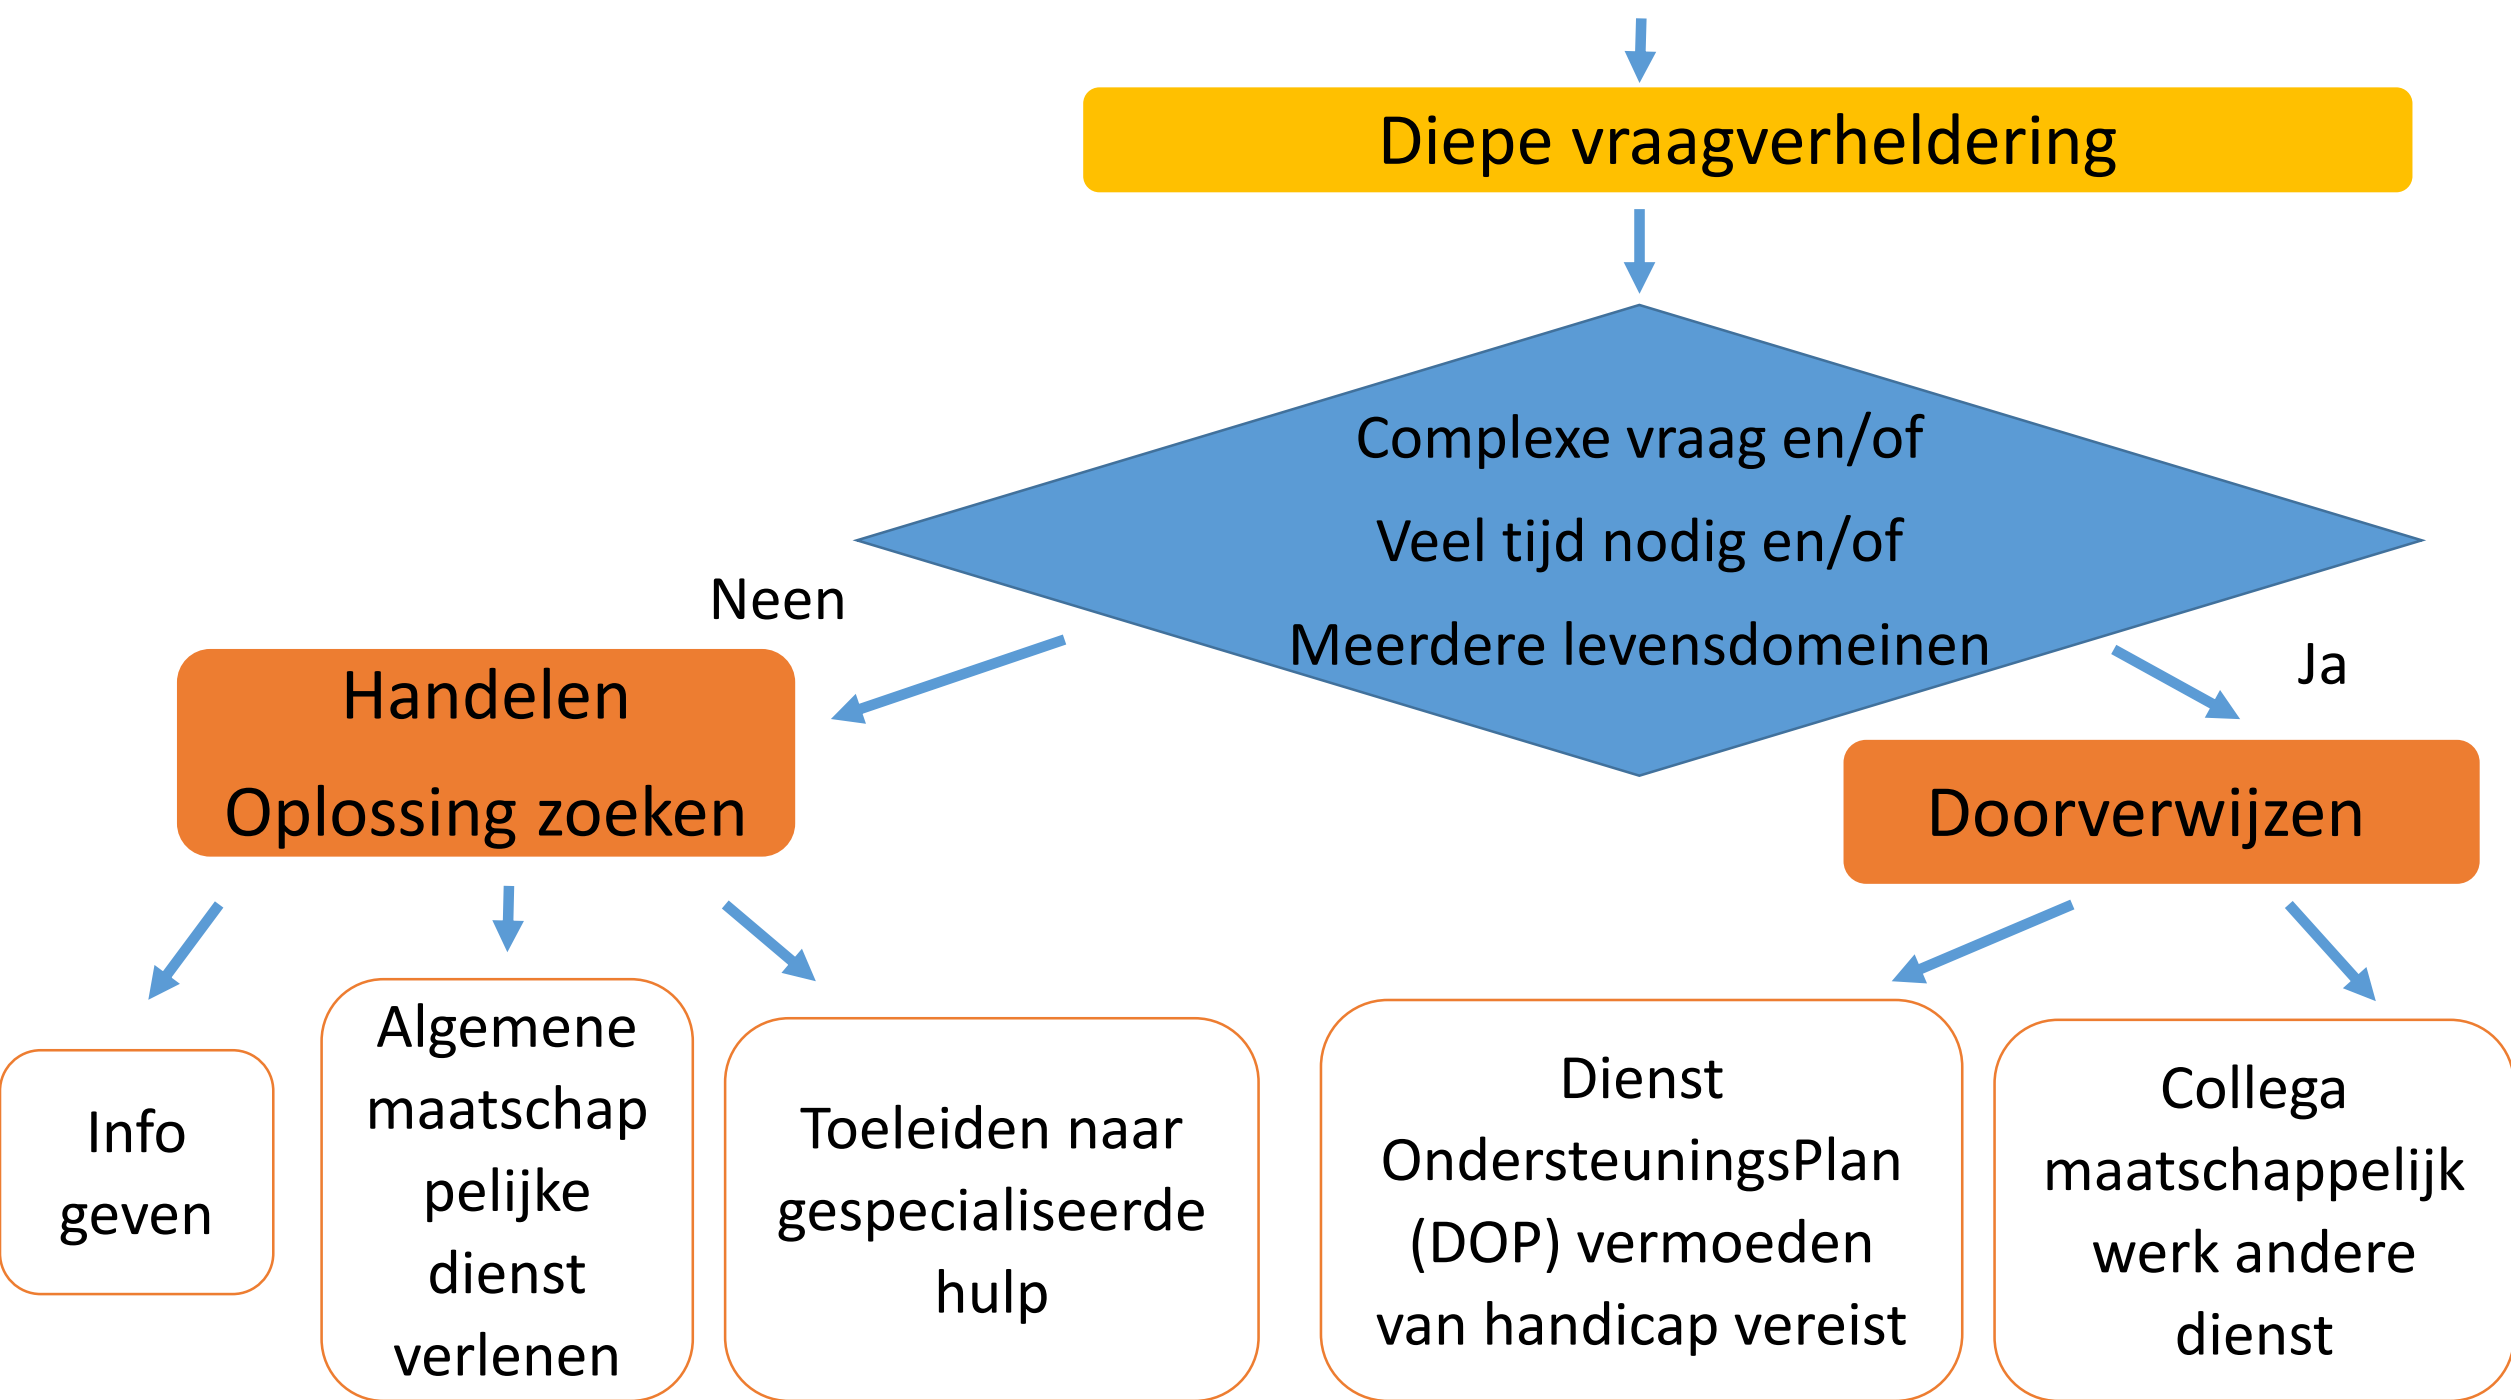 Diepe vraagverheldering
Complexe vraag en/of
Veel tijd nodig en/of
Meerdere levensdomeinen
Neen
Ja
Handelen
Oplossing zoeken
Doorverwijzen
Info
geven
Algemene
maatschap
pelijke
dienst
verlenen
Toeleiden naar
gespecialiseerde
hulp
Dienst
OndersteuningsPlan
(DOP) vermoeden
van handicap vereist
Collega
maatschappelijk
werk andere
dienst